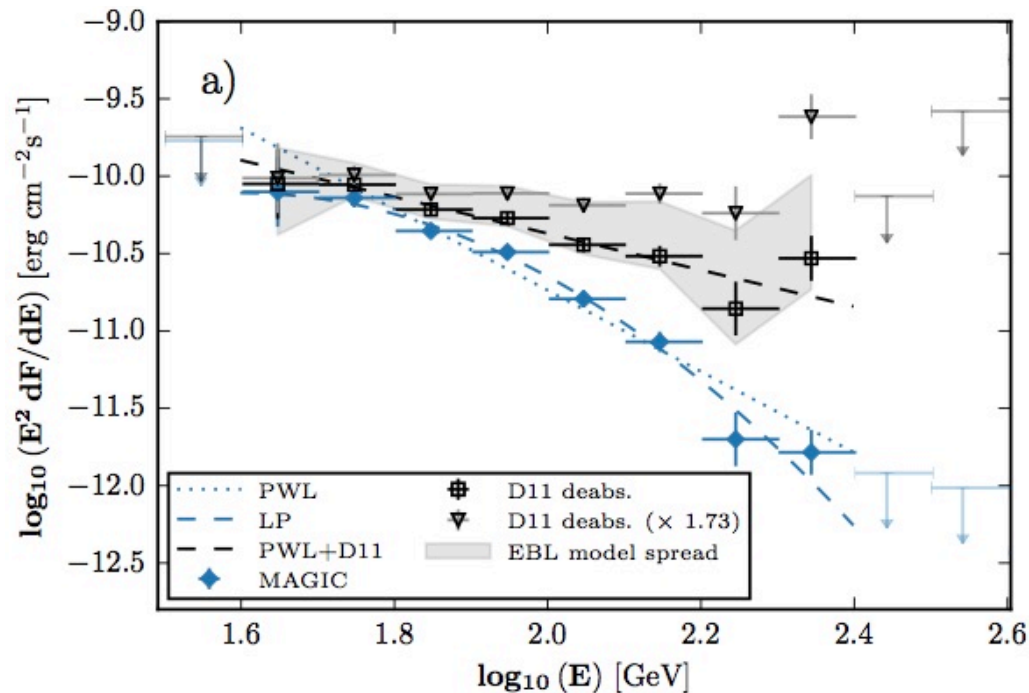 a)
log₁₀ (E² dF/dE) [erg cm⁻² s⁻¹]
−9.0
−9.5
−10.0
−10.5
−11.0
−11.5
−12.0
−12.5
PWL
LP
PWL+D11
MAGIC
D11 deabs.
D11 deabs. (× 1.73)
EBL model spread
1.6 1.8 2.0 2.2 2.4 2.6
log₁₀ (E) [GeV]